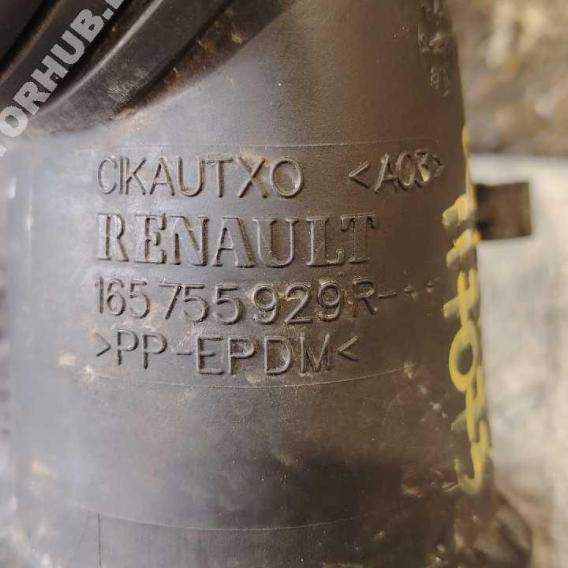 CIKAUTXO <A03>
RENAULT
165755929R--
>PP-EPDM<